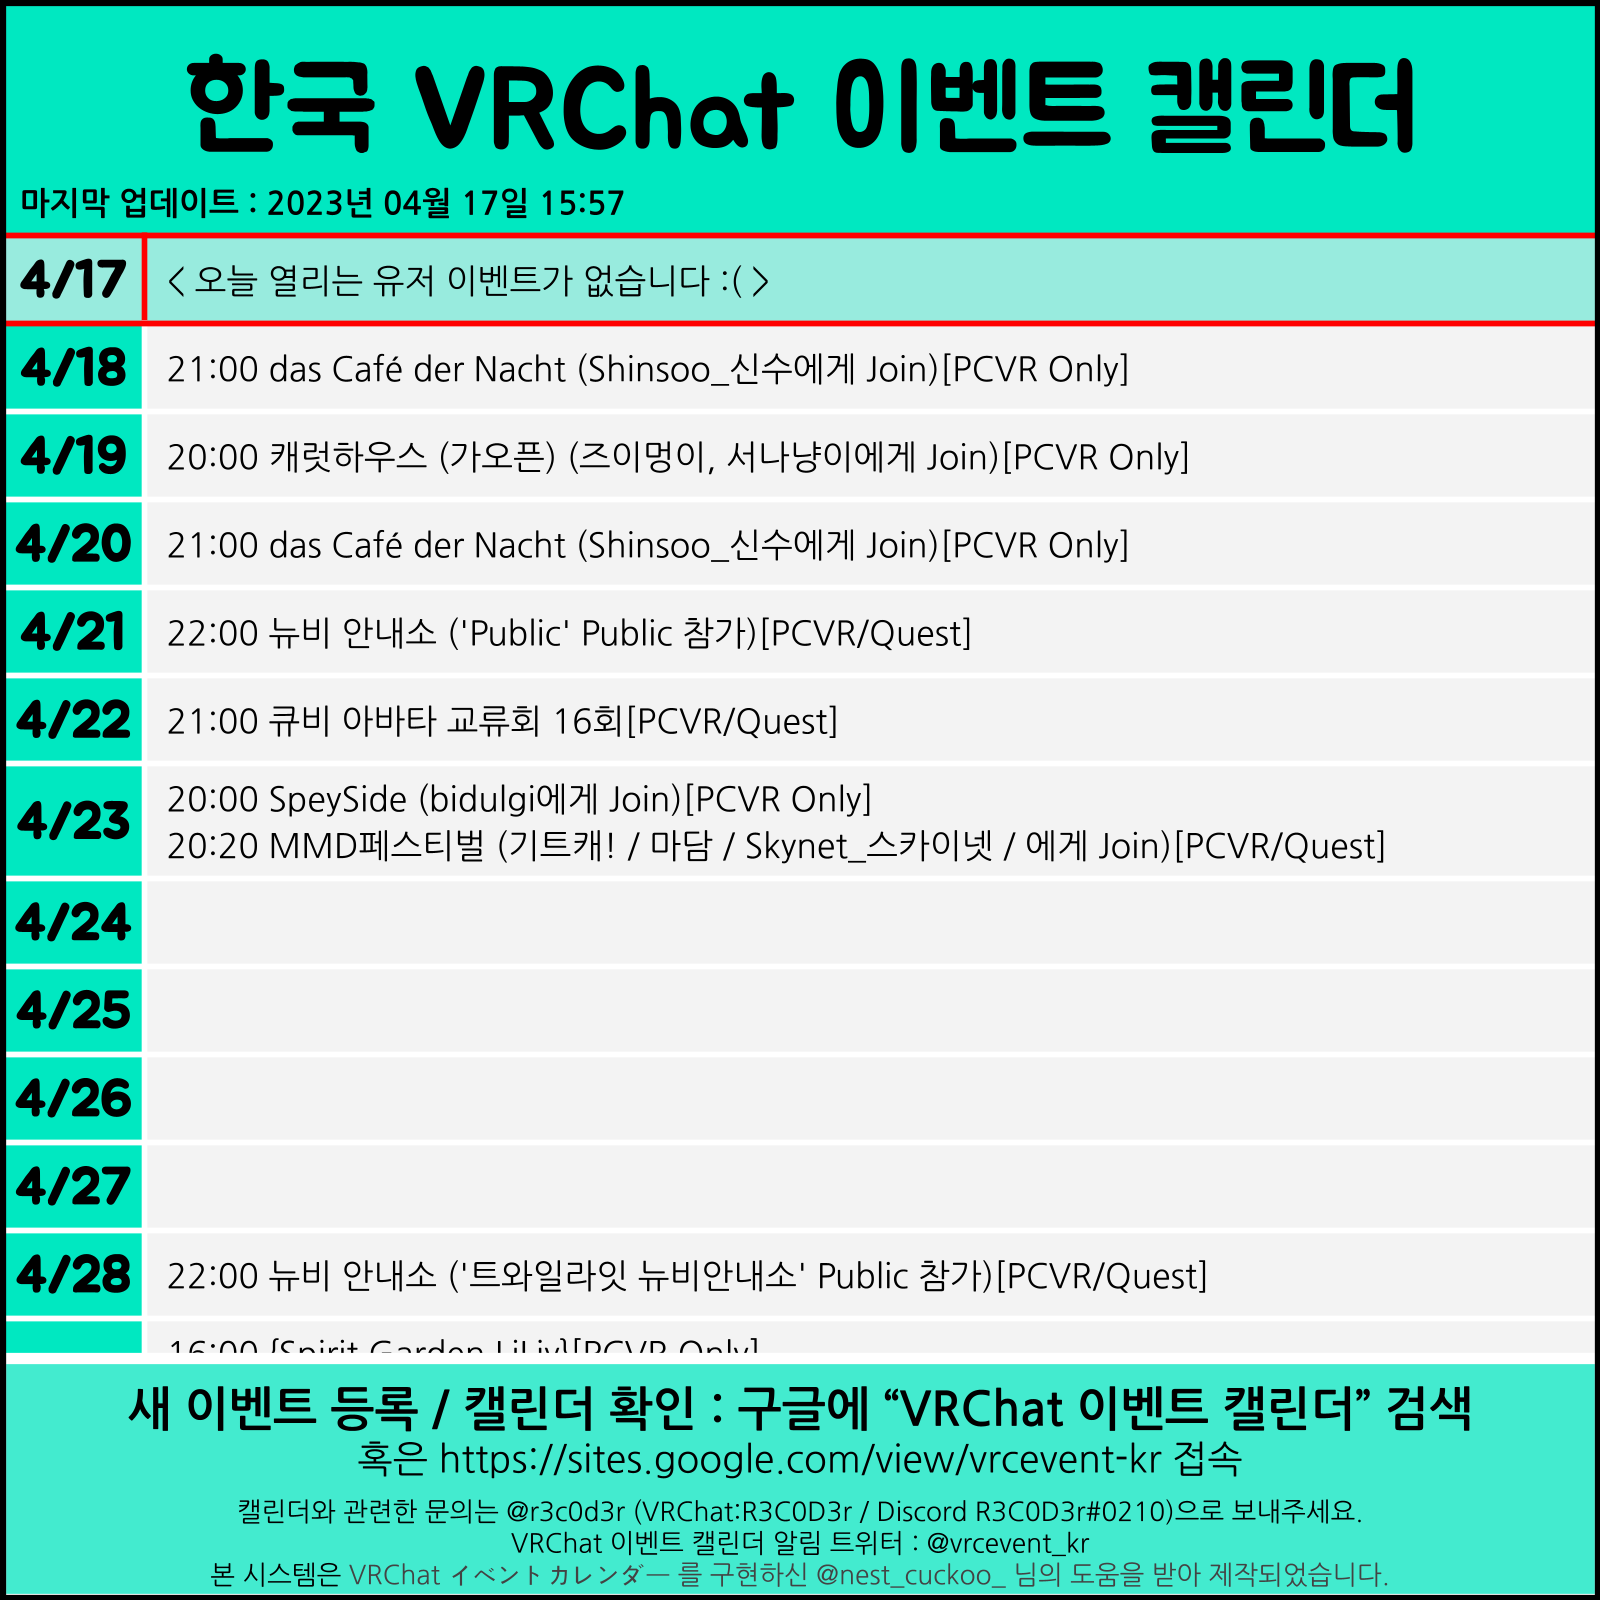 한국 VRChat 이벤트 캘린더
마지막 업데이트 : 2023년 04월 17일 15:57
4/17 < 오늘 열리는 유저 이벤트가 없습니다 :( >
4/18 21:00 das Café der Nacht (Shinsoo_신수에게 Join)[PCVR Only]
4/19 20:00 캐럿하우스 (가오픈) (즈이멍이, 서나냥이에게 Join)[PCVR Only]
4/20 21:00 das Café der Nacht (Shinsoo_신수에게 Join)[PCVR Only]
4/21 22:00 뉴비 안내소 ('Public' Public 참가)[PCVR/Quest]
4/22 21:00 큐비 아바타 교류회 16회[PCVR/Quest]
4/23 20:00 SpeySide (bidulgi에게 Join)[PCVR Only]
20:20 MMD페스티벌 (기트캐! / 마담 / Skynet_스카이넷 / 에게 Join)[PCVR/Quest]
4/24
4/25
4/26
4/27
4/28 22:00 뉴비 안내소 ('트와일라잇 뉴비안내소' Public 참가)[PCVR/Quest]
16:00 {Spirit Garden LiLiy}[PCVR Only]
새 이벤트 등록 / 캘린더 확인 : 구글에 “VRChat 이벤트 캘린더” 검색
혹은 https://sites.google.com/view/vrcevent-kr 접속
캘린더와 관련한 문의는 @r3c0d3r (VRChat:R3C0D3r / Discord R3C0D3r#0210)으로 보내주세요.
VRChat 이벤트 캘린더 알림 트위터 : @vrcevent_kr
본 시스템은 VRChat イベントカレンダー 를 구현하신 @nest_cuckoo_ 님의 도움을 받아 제작되었습니다.